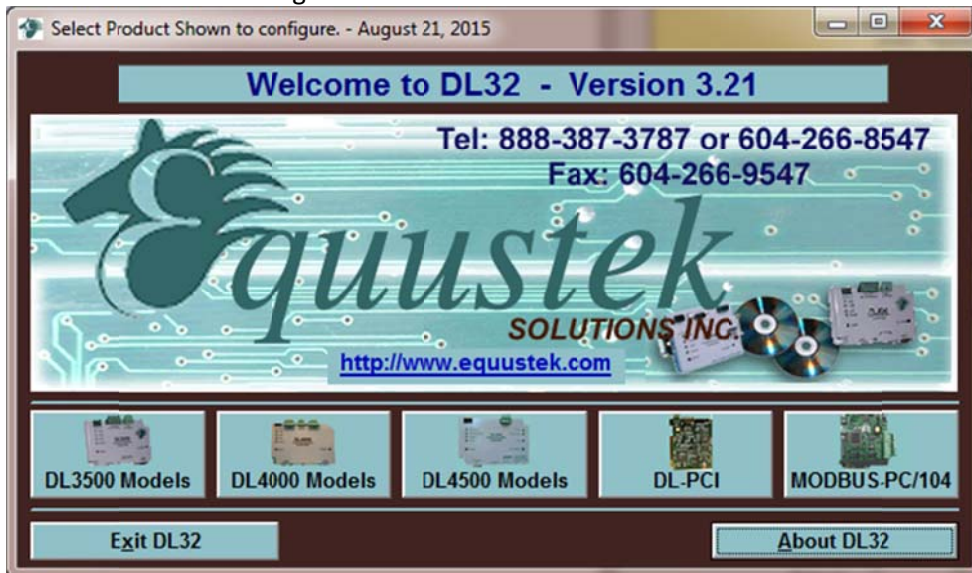 Select Product Shown to configure. - August 21, 2015
Welcome to DL32 - Version 3.21
Tel: 888-387-3787 or 604-266-8547
Fax: 604-266-9547
Equustek
SOLUTIONS INC.
http://www.equustek.com
DL3500 Models
DL4000 Models
DL4500 Models
DL-PCI
MODBUS-PC/104
Exit DL32
About DL32